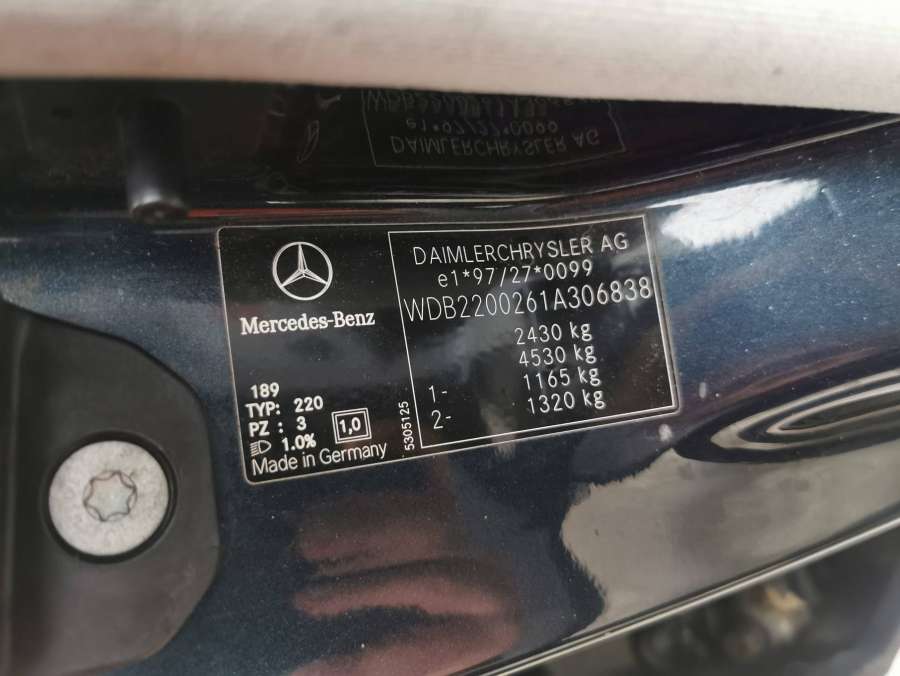 Mercedes-Benz
189
TYP: 220
PZ : 3
1.0%
1,0
Made in Germany
5305125
DAIMLERCHRYSLER AG
e1*97/27*0099
WDB2200261A306838
2430 kg
4530 kg
1- 1165 kg
2- 1320 kg